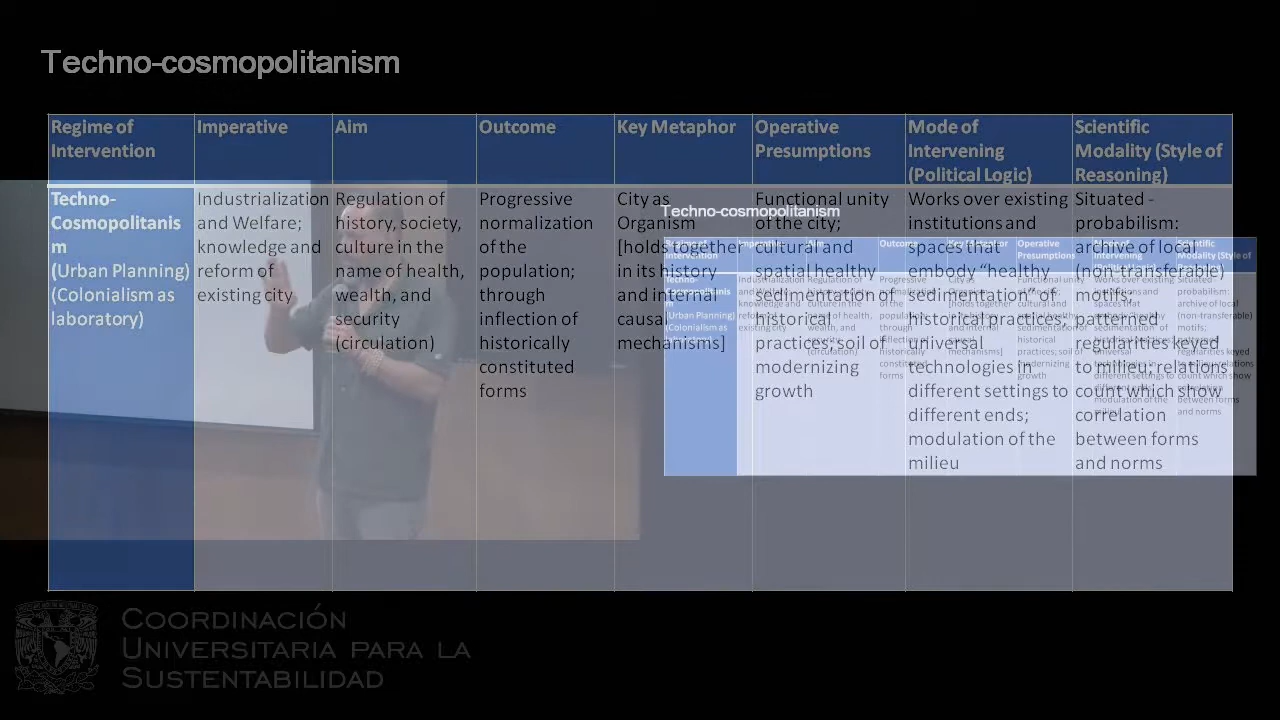 Techno-cosmopolitanism
Regime of
Intervention
Imperative
Aim
Outcome
Key Metaphor
Operative
Presumptions
Mode of
Intervening
(Political Logic)
Scientific
Modality (Style of
Reasoning)
Techno-
Cosmopolitanis
m
(Urban Planning)
(Colonialism as
laboratory)
Industrialization
and Welfare;
knowledge and
reform of
existing city
Regulation of
history, society,
culture in the
name of health,
wealth, and
security
(circulation)
Progressive
normalization
of the
population;
through
inflection of
historically
constituted
forms
City as
Organism
[holds together
in its history
and internal
causal
mechanisms]
Functional unity
of the city;
cultural and
spatial healthy
sedimentation of
historical
practices; soil of
modernizing
growth
Works over existing
institutions and
spaces that
embody “healthy
sedimentation” of
historical practices,
universal
technologies in
different settings to
different ends;
modulation of the
milieu
Situated -
probabilism:
archive of local
(non-transferable)
motifs;
patterned
regularities keyed
to milieu; relations
count which show
correlation
between forms
and norms
Techno-cosmopolitanism
COORDINACIÓN
UNIVERSITARIA PARA LA
SUSTENTABILIDAD